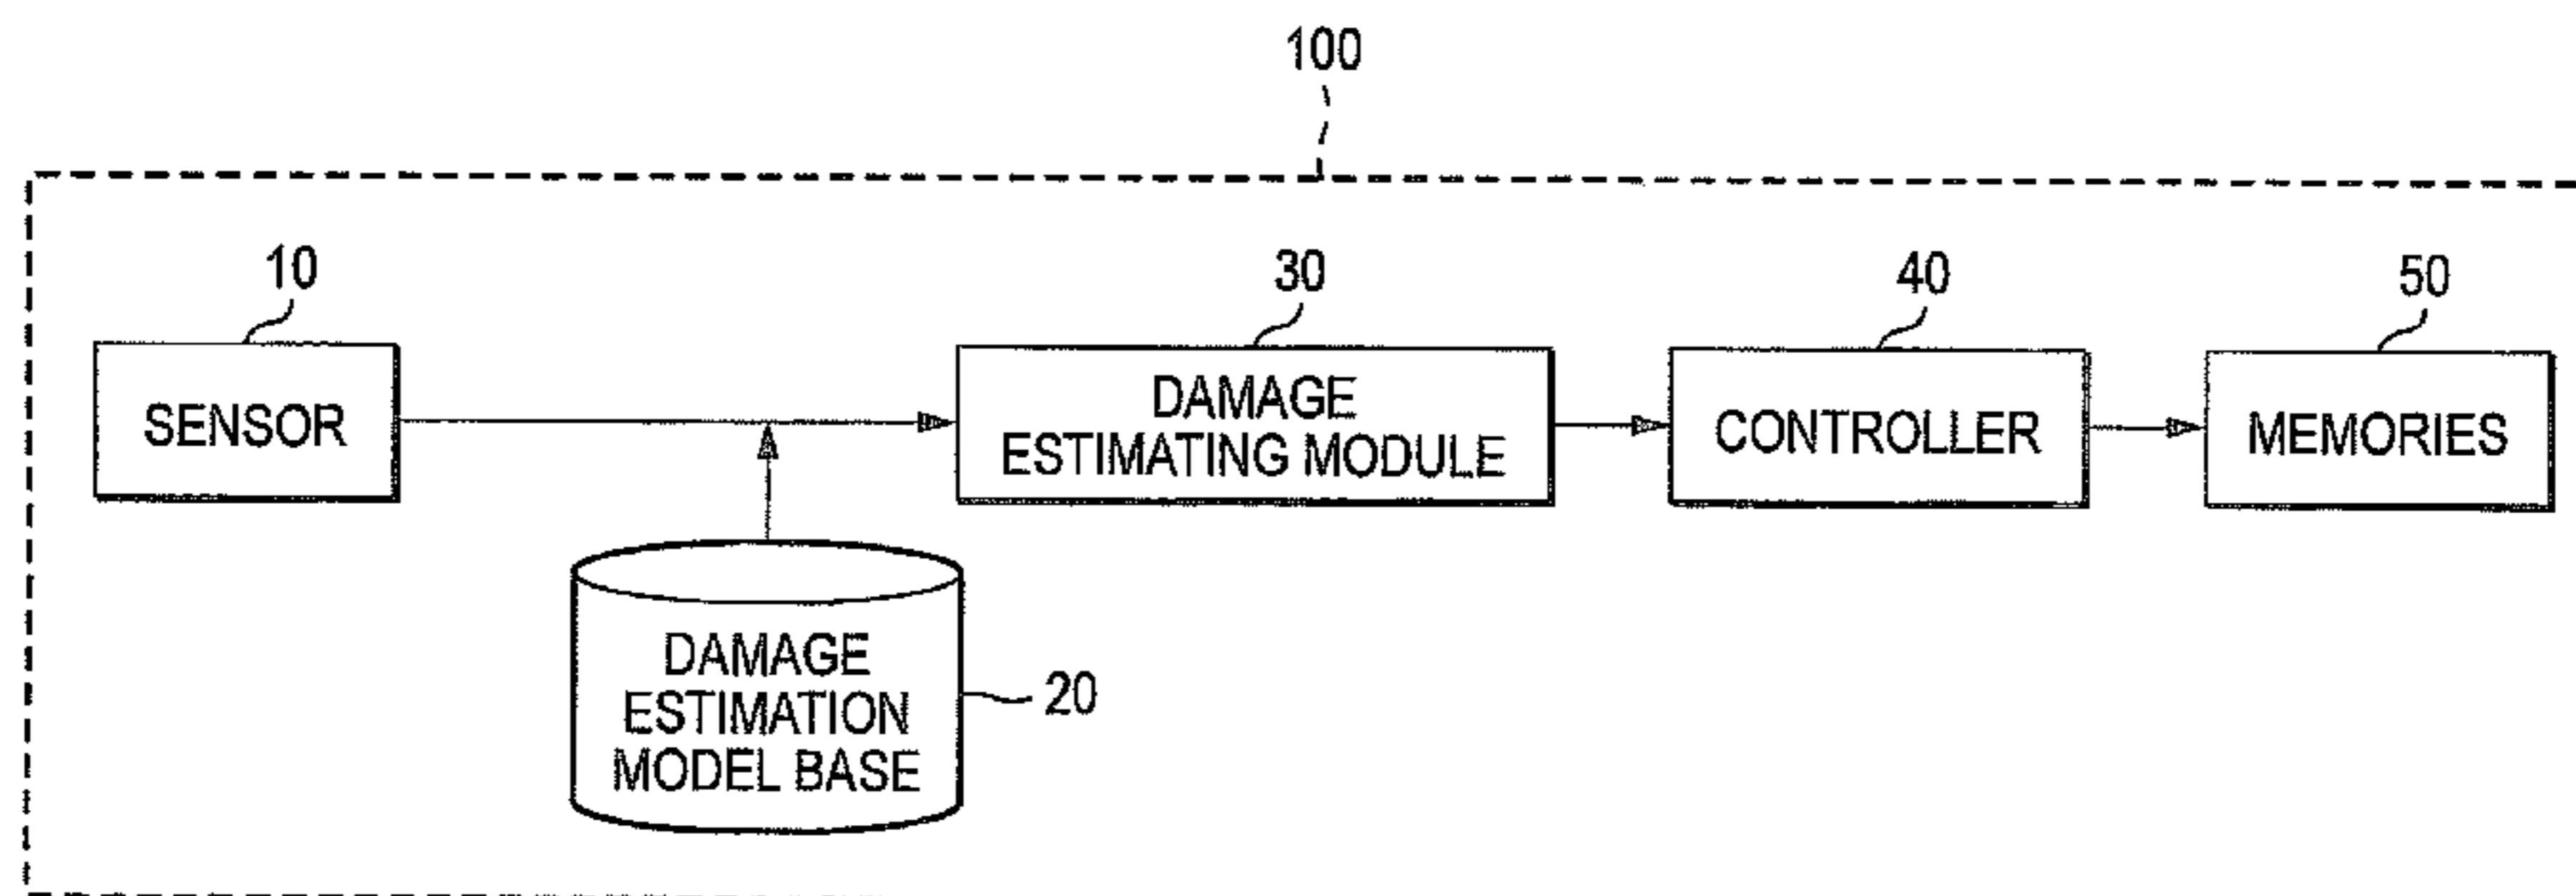 100
10
SENSOR
30
DAMAGE
ESTIMATING MODULE
40
CONTROLLER
50
MEMORIES
DAMAGE
ESTIMATION
MODEL BASE
20